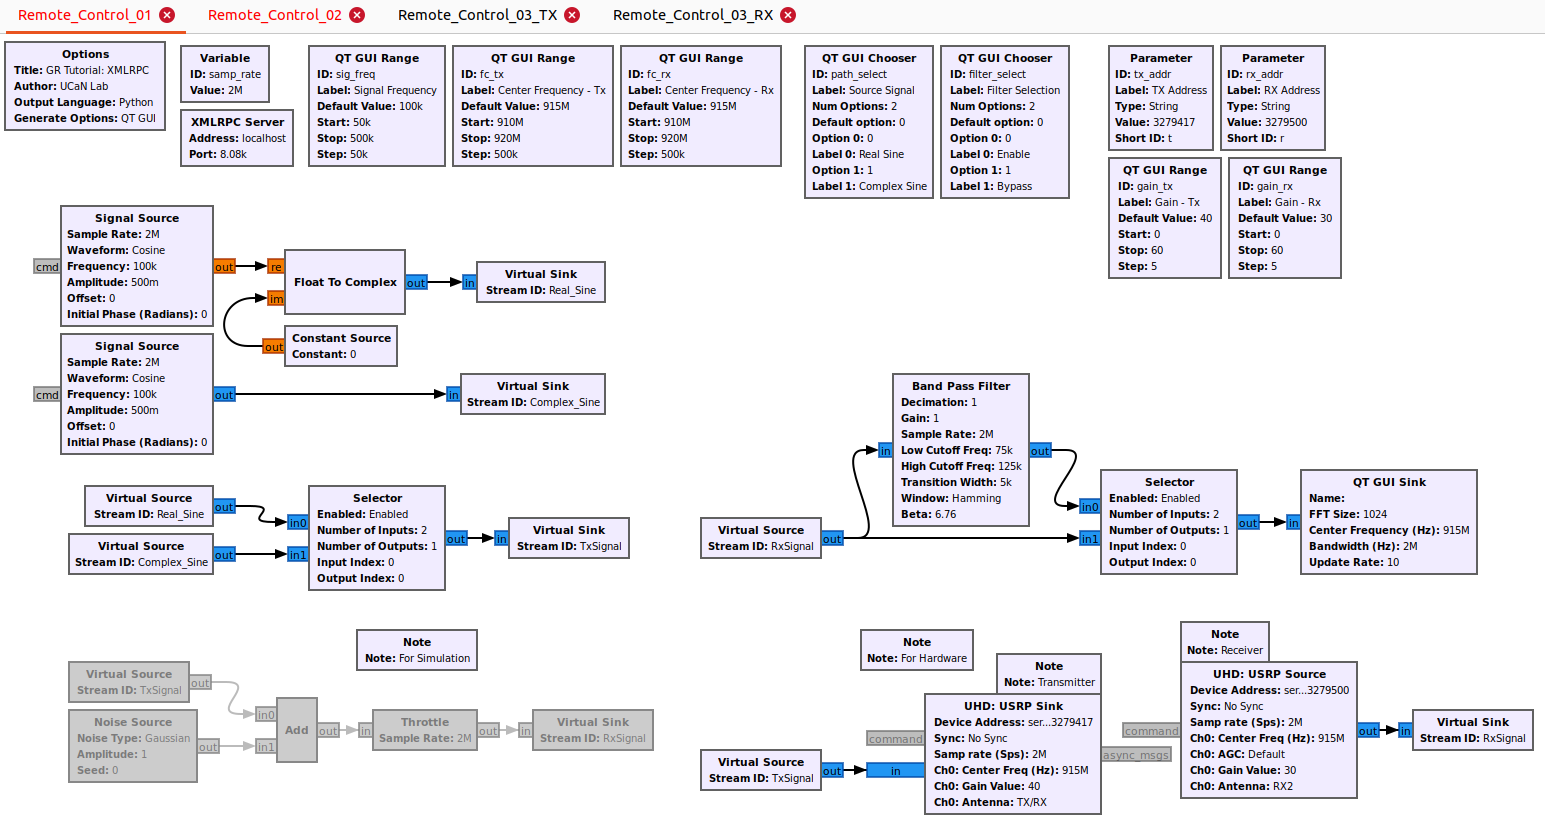 Remote_Control_01
Remote_Control_02
Remote_Control_03_TX
Remote_Control_03_RX
Options
Title: GR Tutorial: XMLRPC
Author: UCaN Lab
Output Language: Python
Generate Options: QT GUI
Variable
ID: samp_rate
Value: 2M
XMLRPC Server
Address: localhost
Port: 8.08k
QT GUI Range
ID: sig_freq
Label: Signal Frequency
Default Value: 100k
Start: 50k
Stop: 500k
Step: 50k
QT GUI Range
ID: fc_tx
Label: Center Frequency - Tx
Default Value: 915M
Start: 910M
Stop: 920M
Step: 500k
QT GUI Range
ID: fc_rx
Label: Center Frequency - Rx
Default Value: 915M
Start: 910M
Stop: 920M
Step: 500k
QT GUI Chooser
ID: path_select
Label: Source Signal
Num Options: 2
Default option: 0
Option 0: 0
Label 0: Real Sine
Option 1: 1
Label 1: Complex Sine
QT GUI Chooser
ID: filter_select
Label: Filter Selection
Num Options: 2
Default option: 0
Option 0: 0
Label 0: Enable
Option 1: 1
Label 1: Bypass
Parameter
ID: tx_addr
Label: TX Address
Type: String
Value: 3279417
Short ID: t
Parameter
ID: rx_addr
Label: RX Address
Type: String
Value: 3279500
Short ID: r
QT GUI Range
ID: gain_tx
Label: Gain - Tx
Default Value: 40
Start: 0
Stop: 60
Step: 5
QT GUI Range
ID: gain_rx
Label: Gain - Rx
Default Value: 30
Start: 0
Stop: 60
Step: 5
cmd
Signal Source
Sample Rate: 2M
Waveform: Cosine
Frequency: 100k
Amplitude: 500m
Offset: 0
Initial Phase (Radians): 0
out
re
im
Float To Complex
out
in
Virtual Sink
Stream ID: Real_Sine
out
Constant Source
Constant: 0
cmd
Signal Source
Sample Rate: 2M
Waveform: Cosine
Frequency: 100k
Amplitude: 500m
Offset: 0
Initial Phase (Radians): 0
out
in
Virtual Sink
Stream ID: Complex_Sine
Virtual Source
Stream ID: Real_Sine
out
Virtual Source
Stream ID: Complex_Sine
out
in0
in1
Selector
Enabled: Enabled
Number of Inputs: 2
Number of Outputs: 1
Input Index: 0
Output Index: 0
out
in
Virtual Sink
Stream ID: TxSignal
Virtual Source
Stream ID: RxSignal
out
in
Band Pass Filter
Decimation: 1
Gain: 1
Sample Rate: 2M
Low Cutoff Freq: 75k
High Cutoff Freq: 125k
Transition Width: 5k
Window: Hamming
Beta: 6.76
out
in0
in1
Selector
Enabled: Enabled
Number of Inputs: 2
Number of Outputs: 1
Input Index: 0
Output Index: 0
out
in
QT GUI Sink
Name:
FFT Size: 1024
Center Frequency (Hz): 915M
Bandwidth (Hz): 2M
Update Rate: 10
Note
Note: For Simulation
Virtual Source
Stream ID: TxSignal
out
Noise Source
Noise Type: Gaussian
Amplitude: 1
Seed: 0
out
in0
in1
Add
out
in
Throttle
Sample Rate: 2M
out
in
Virtual Sink
Stream ID: RxSignal
Note
Note: For Hardware
Note
Note: Transmitter
Virtual Source
Stream ID: TxSignal
out
command
in
UHD: USRP Sink
Device Address: ser...3279417
Sync: No Sync
Samp rate (Sps): 2M
Ch0: Center Freq (Hz): 915M
Ch0: Gain Value: 40
Ch0: Antenna: TX/RX
async_msgs
Note
Note: Receiver
command
UHD: USRP Source
Device Address: ser...3279500
Sync: No Sync
Samp rate (Sps): 2M
Ch0: Center Freq (Hz): 915M
Ch0: AGC: Default
Ch0: Gain Value: 30
Ch0: Antenna: RX2
out
in
Virtual Sink
Stream ID: RxSignal